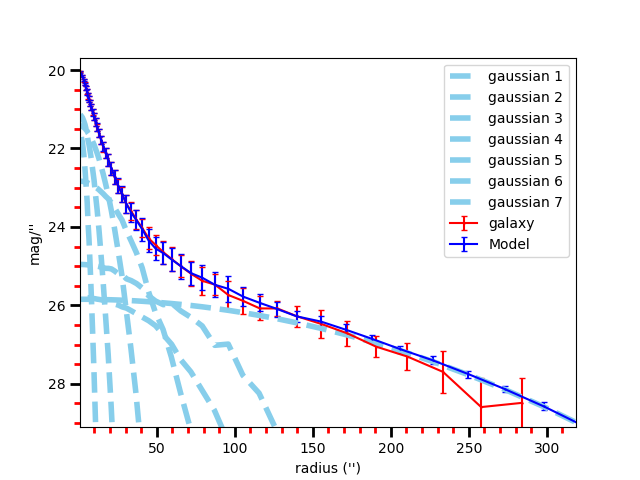 20
22
24
26
28
mag/''
50
100
150
200
250
300
radius ('')
gaussian 1
gaussian 2
gaussian 3
gaussian 4
gaussian 5
gaussian 6
gaussian 7
galaxy
Model